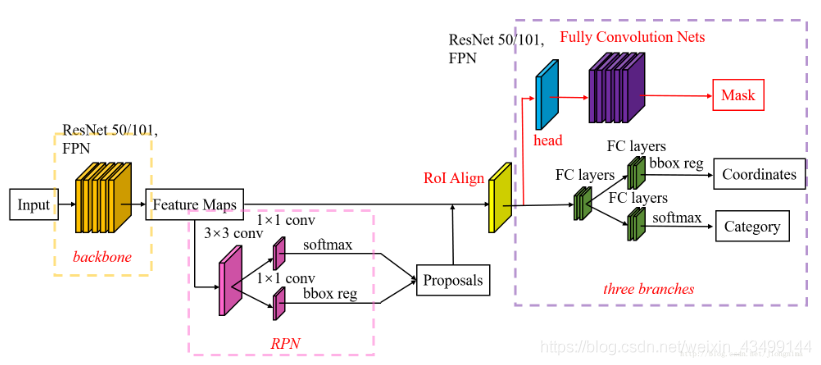 ResNet 50/101,
FPN
Fully Convolution Nets
Mask
head
ResNet 50/101,
FPN
Input
backbone
Feature Maps
RoI Align
FC layers
FC layers
bbox reg
Coordinates
FC layers
softmax
Category
three branches
3×3 conv
1×1 conv
softmax
1×1 conv
bbox reg
Proposals
RPN
https://blog.csdn.net/weixin_43499144